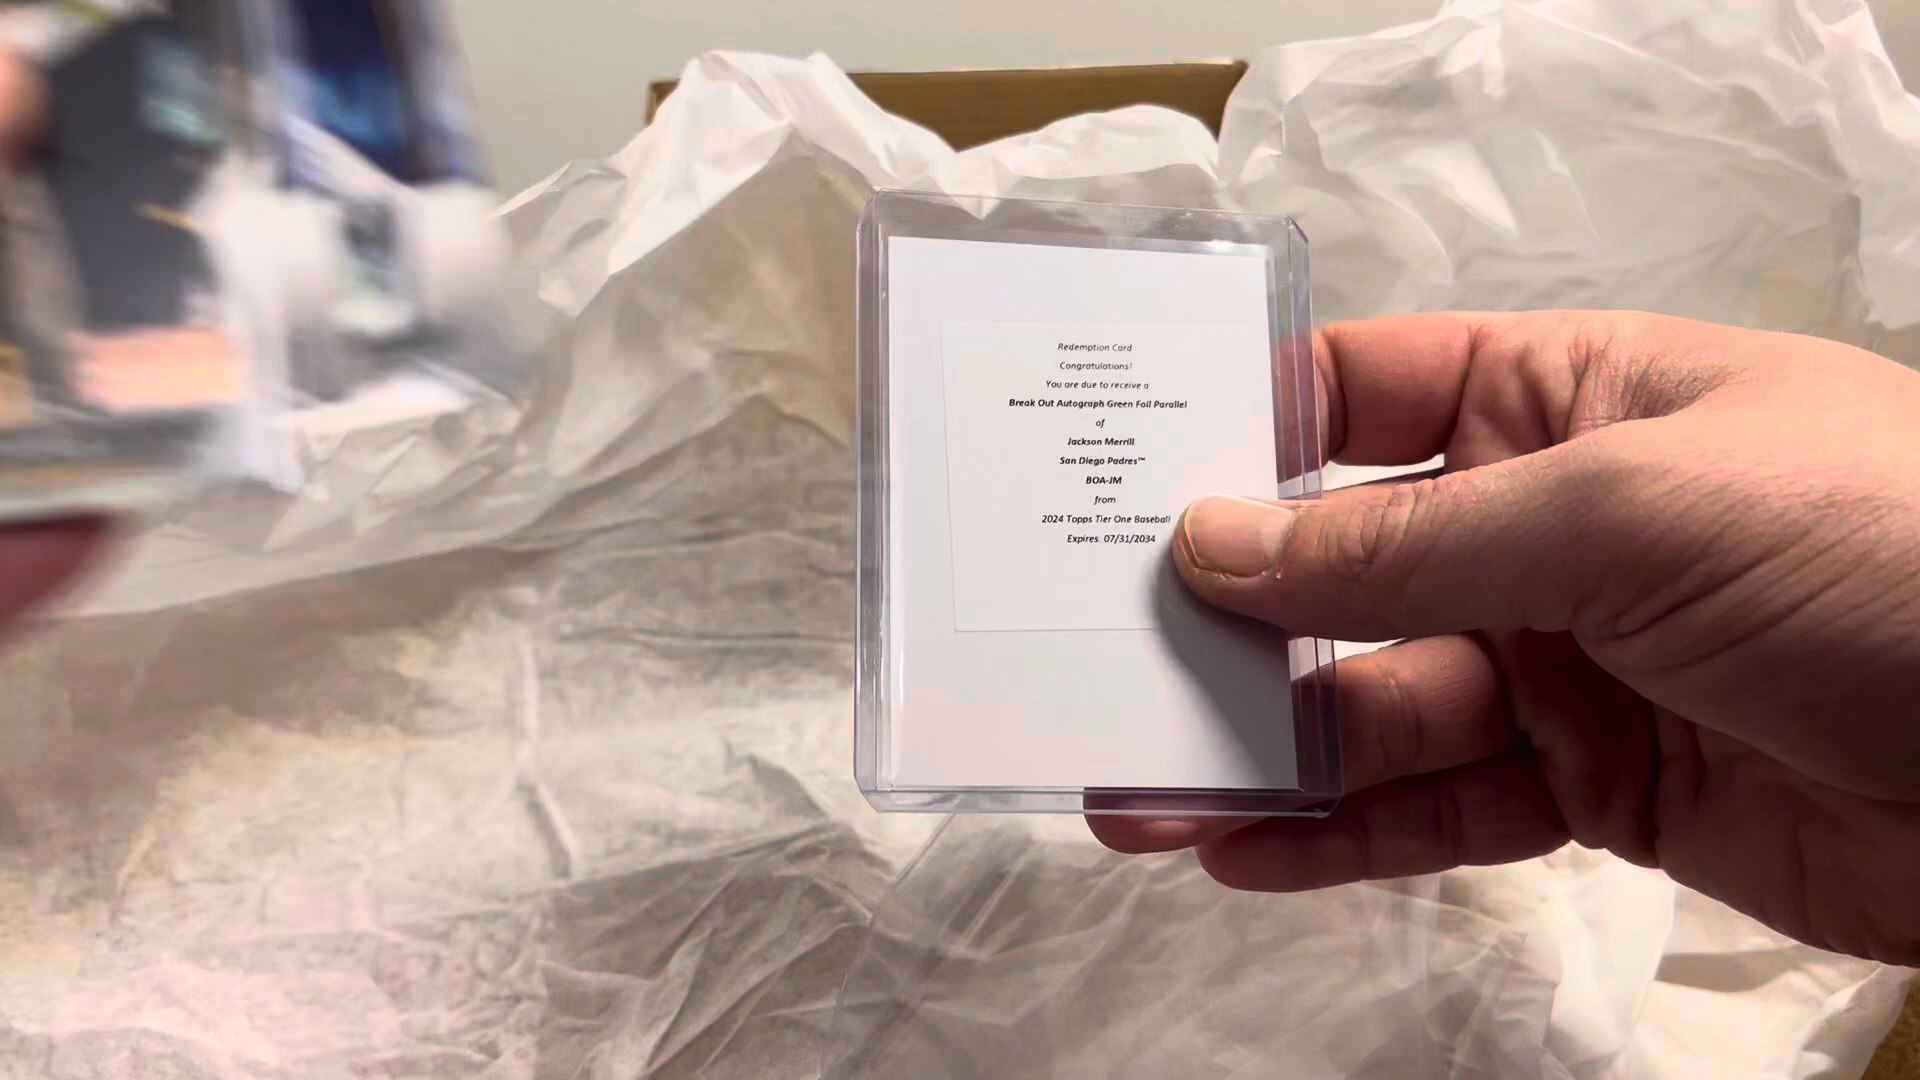 Redemption Card
Congratulations!
You are due to receive a
Break Out Autograph Green Foil Parallel
of
Jackson Merrill
San Diego Padres™
BOA-JM
from
2024 Topps Tier One Baseball
Expires: 07/31/2034